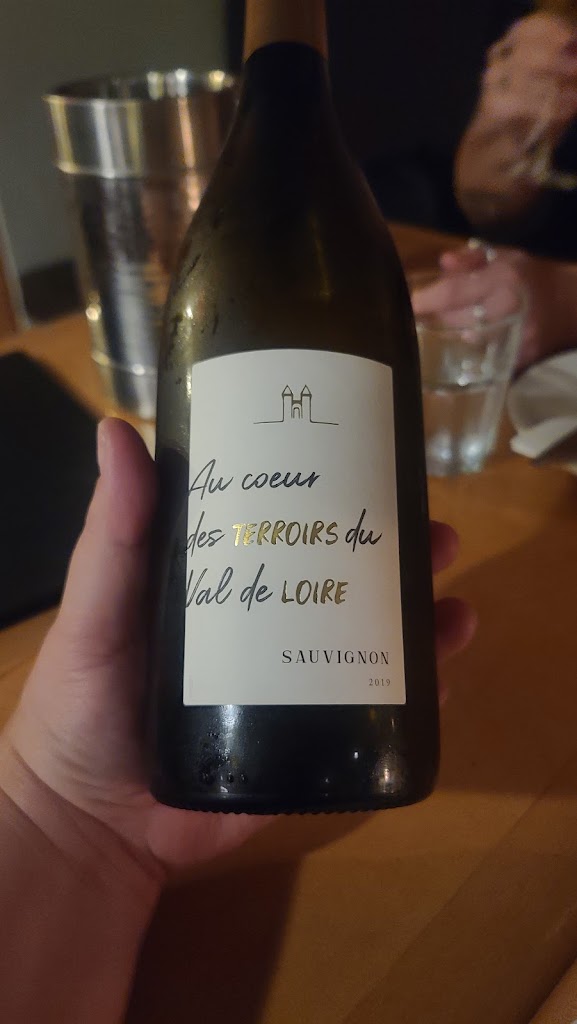 Au coeur
des TERROIRS du
Val de LOIRE
SAUVIGNON
2019